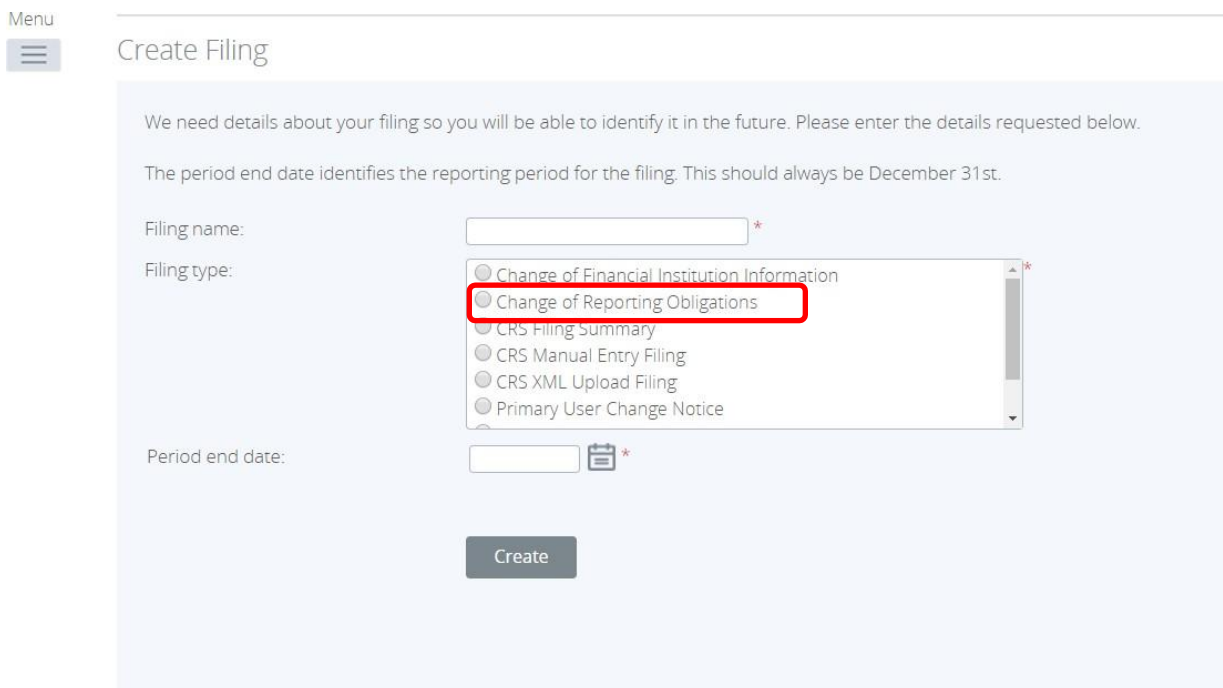 Menu
Create Filing
We need details about your filing so you will be able to identify it in the future. Please enter the details requested below.
The period end date identifies the reporting period for the filing. This should always be December 31st.
Filing name: *
Filing type: *
Change of Financial Institution Information
Change of Reporting Obligations
CRS Filing Summary
CRS Manual Entry Filing
CRS XML Upload Filing
Primary User Change Notice
Period end date: *
Create